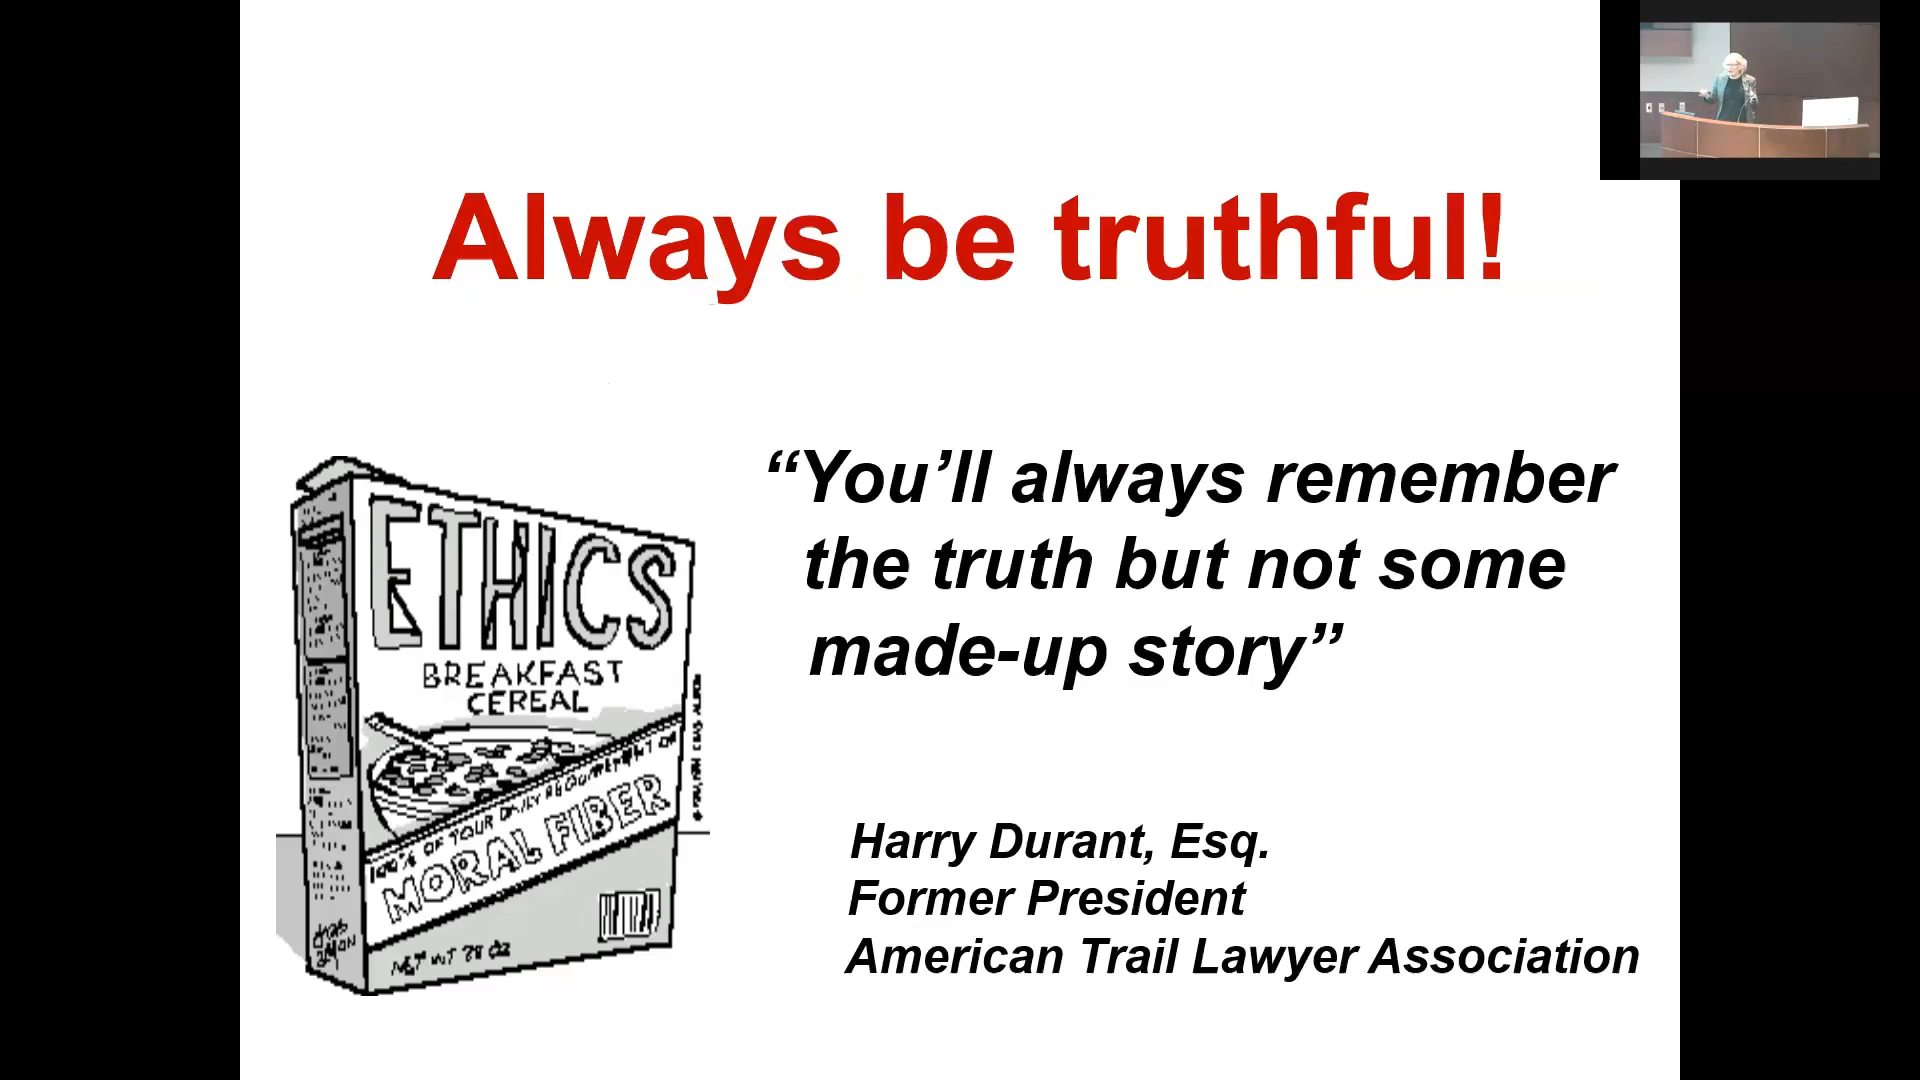 Always be truthful!
“You’ll always remember
the truth but not some
made-up story”
ETHICS
BREAKFAST
CEREAL
100% OF YOUR DAILY REQUIREMENT OF
MORAL FIBER
NET WT 28 OZ
Harry Durant, Esq.
Former President
American Trail Lawyer Association